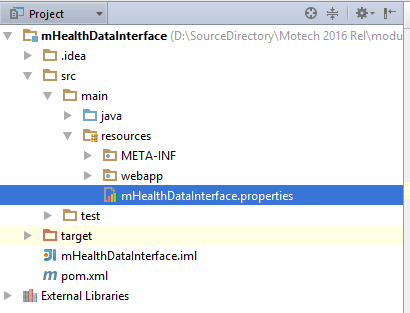 Project
mHealthDataInterface (D:\SourceDirectory\Motech 2016 Rel\modu
.idea
src
main
java
resources
META-INF
webapp
mHealthDataInterface.properties
test
target
mHealthDataInterface.iml
pom.xml
External Libraries